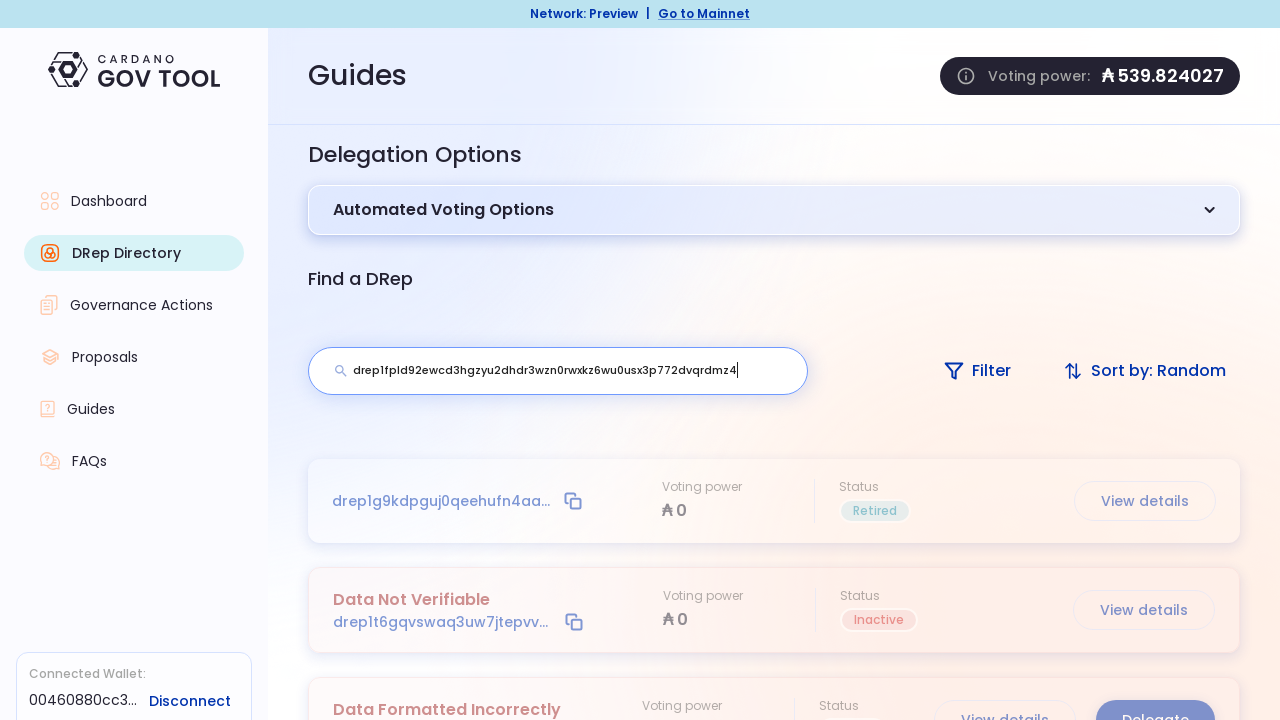 Network: Preview | Go to Mainnet
CARDANO
GOV TOOL
Guides
Voting power: ₳ 539.824027
Dashboard
DRep Directory
Governance Actions
Proposals
Guides
FAQs
Connected Wallet:
00460880cc3... Disconnect
Delegation Options
Automated Voting Options
Find a DRep
drep1fpld92ewcd3hgzyu2dhdr3wzn0rwxkz6wu0usx3p772dvqrdmz4
Filter
Sort by: Random
drep1g9kdpguj0qeehufn4aa...
Voting power
₳ 0
Status
Retired
View details
Data Not Verifiable
drep1t6gqvswaq3uw7jtepvv...
Voting power
₳ 0
Status
Inactive
View details
Data Formatted Incorrectly
Voting power
Status
View details
Delegate